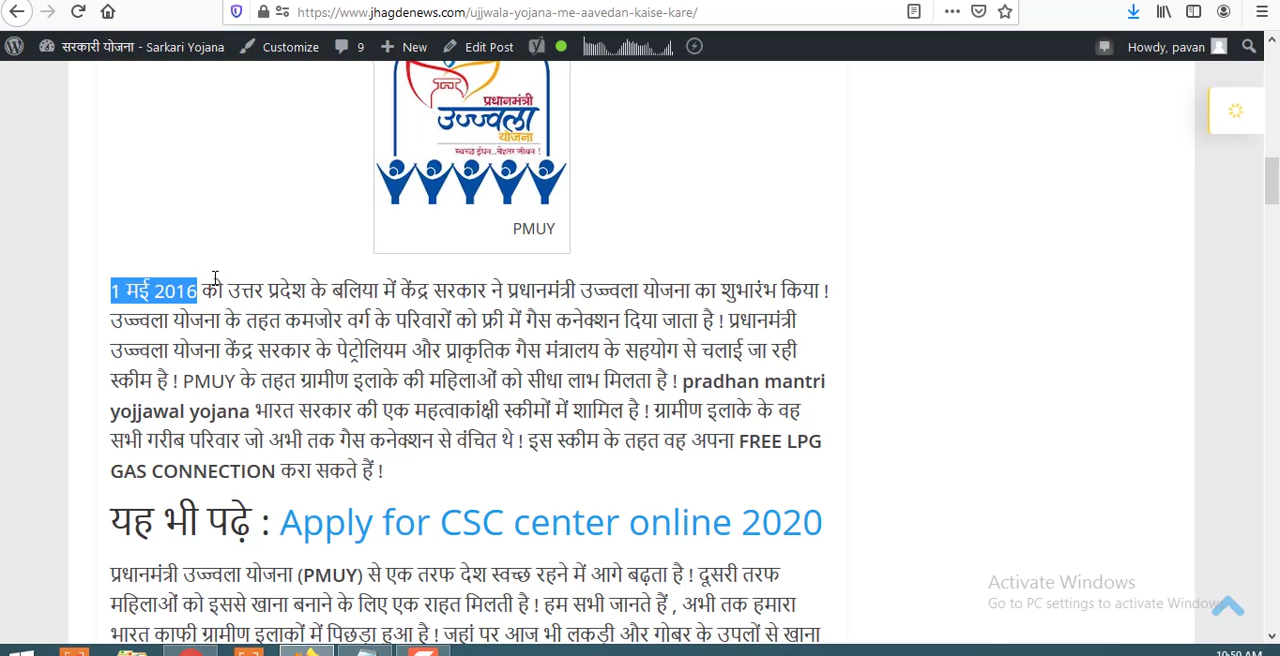 https://www.jhagdenews.com/ujjwala-yojana-me-aavedan-kaise-kare/
सरकारी योजना - Sarkari Yojana Customize 9 New Edit Post Howdy, pavan
प्रधानमंत्री
उज्ज्वला
योजना
स्वच्छ ईंधन..बेहतर जीवन !
PMUY
1 मई 2016 को उत्तर प्रदेश के बलिया में केंद्र सरकार ने प्रधानमंत्री उज्ज्वला योजना का शुभारंभ किया !
उज्ज्वला योजना के तहत कमजोर वर्ग के परिवारों को फ्री में गैस कनेक्शन दिया जाता है ! प्रधानमंत्री
उज्ज्वला योजना केंद्र सरकार के पेट्रोलियम और प्राकृतिक गैस मंत्रालय के सहयोग से चलाई जा रही
स्कीम है ! PMUY के तहत ग्रामीण इलाके की महिलाओं को सीधा लाभ मिलता है ! pradhan mantri
yojjawal yojana भारत सरकार की एक महत्वाकांक्षी स्कीमों में शामिल है ! ग्रामीण इलाके के वह
सभी गरीब परिवार जो अभी तक गैस कनेक्शन से वंचित थे ! इस स्कीम के तहत वह अपना FREE LPG
GAS CONNECTION करा सकते हैं !
यह भी पढ़े : Apply for CSC center online 2020
प्रधानमंत्री उज्ज्वला योजना (PMUY) से एक तरफ देश स्वच्छ रहने में आगे बढ़ता है ! दूसरी तरफ
महिलाओं को इससे खाना बनाने के लिए एक राहत मिलती है ! हम सभी जानते हैं , अभी तक हमारा
भारत काफी ग्रामीण इलाकों में पिछड़ा हुआ है ! जहां पर आज भी लकड़ी और गोबर के उपलों से खाना
Activate Windows
Go to PC settings to activate Windows
10:50 AM